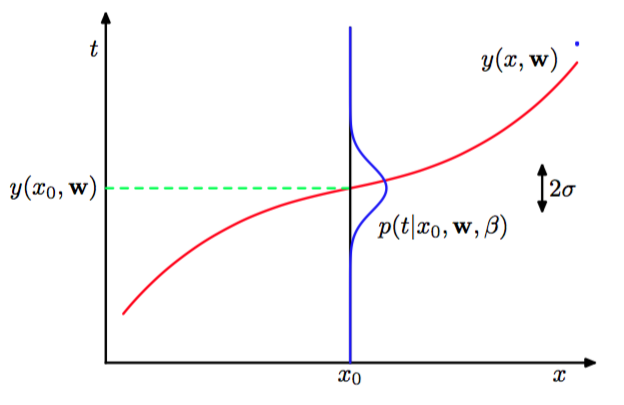 t
y(x, w)
y(x₀, w)
2σ
p(t|x₀, w, β)
x₀
x